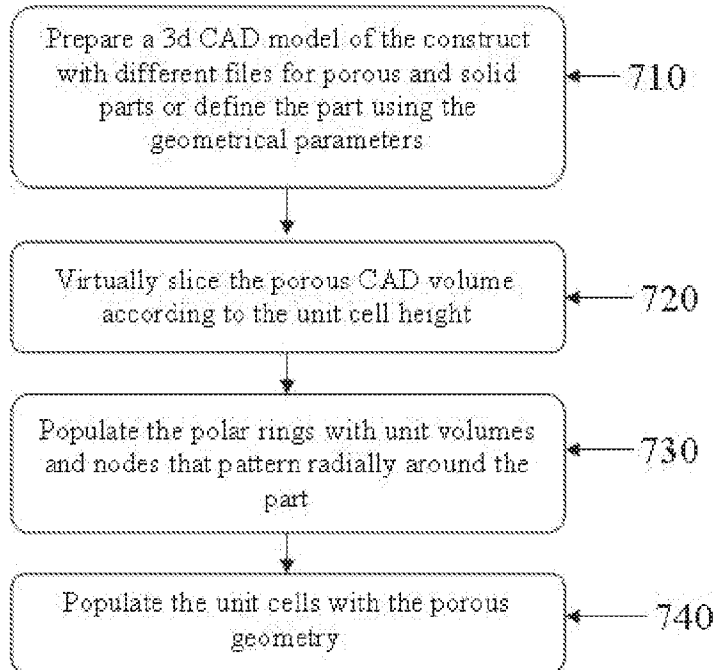 Prepare a 3d CAD model of the construct
with different files for porous and solid
parts or define the part using the
geometrical parameters
710
Virtually slice the porous CAD volume
according to the unit cell height
720
Populate the polar rings with unit volumes
and nodes that pattern radially around the
part
730
Populate the unit cells with the porous
geometry
740